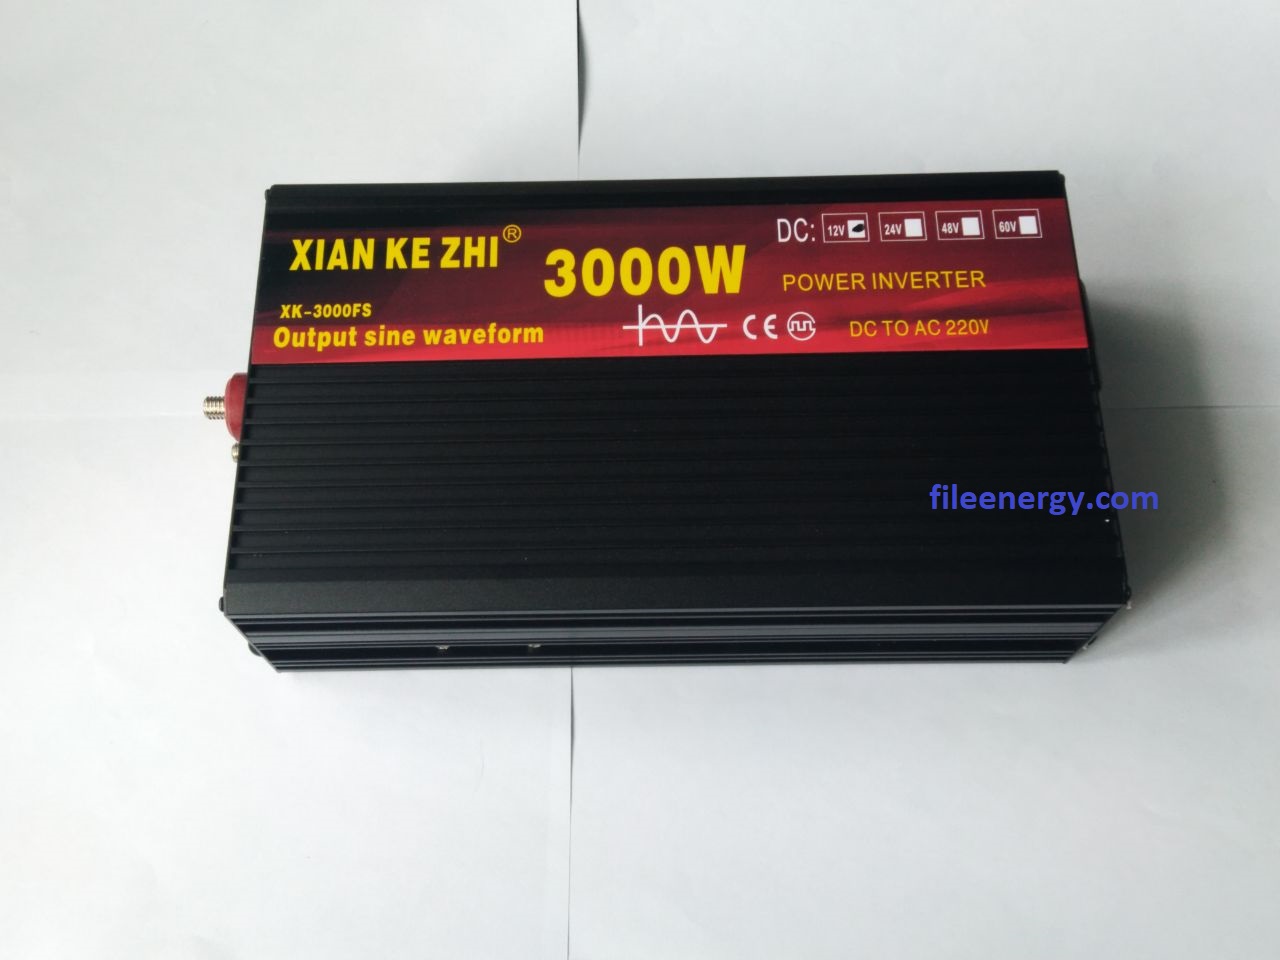 XIAN KE ZHI®
3000W
DC: 12V 24V 48V 60V
POWER INVERTER
XK-3000FS
Output sine waveform
CE
DC TO AC 220V
fileenergy.com